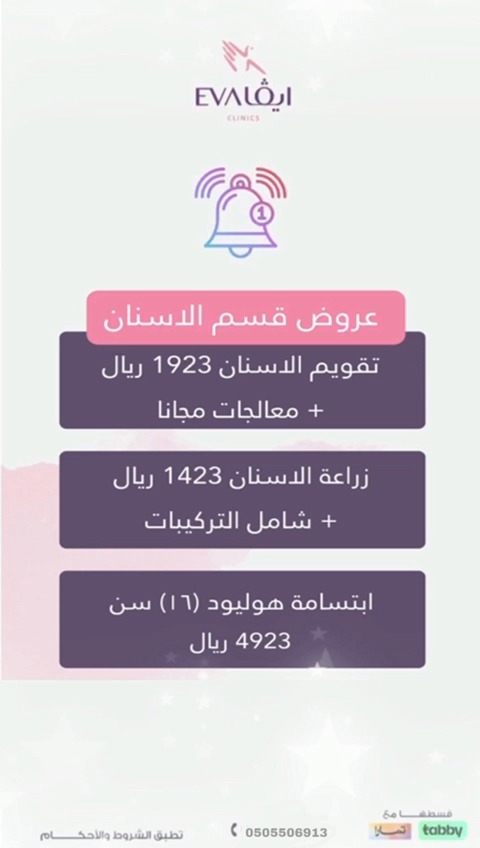 EVA ايڤا
CLINICS
1
عروض قسم الاسنان
تقويم الاسنان 1923 ريال
+ معالجات مجانا
زراعة الاسنان 1423 ريال
+ شامل التركيبات
ابتسامة هوليود (١٦) سن
4923 ريال
قسطها مع
tabby تمارا
0505506913
تطبق الشروط والأحكام